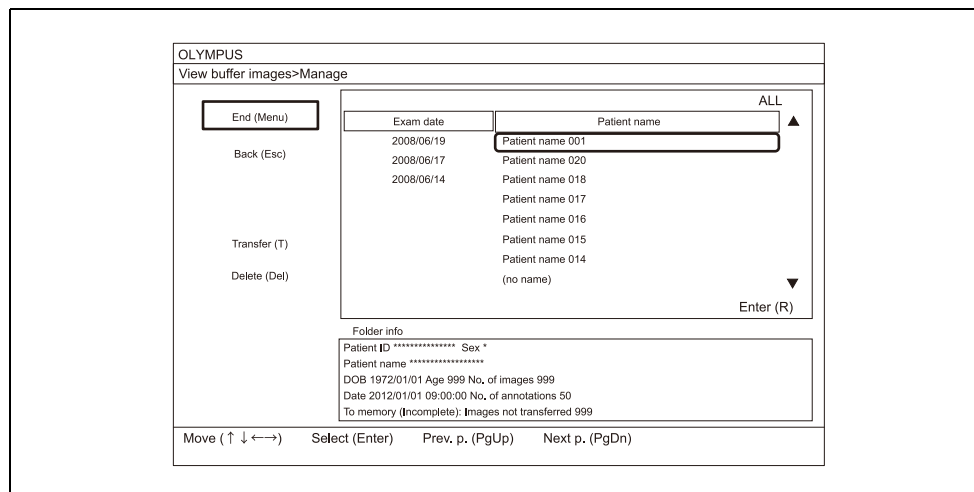 OLYMPUS
View buffer images>Manage
End (Menu)
Back (Esc)
Transfer (T)
Delete (Del)
ALL
Exam date Patient name ▲
2008/06/19 Patient name 001
2008/06/17 Patient name 020
2008/06/14 Patient name 018
Patient name 017
Patient name 016
Patient name 015
Patient name 014
(no name) ▼
Enter (R)
Folder info
Patient ID *************** Sex *
Patient name *****************
DOB 1972/01/01 Age 999 No. of images 999
Date 2012/01/01 09:00:00 No. of annotations 50
To memory (Incomplete): Images not transferred 999
Move (↑↓←→) Select (Enter) Prev. p. (PgUp) Next p. (PgDn)